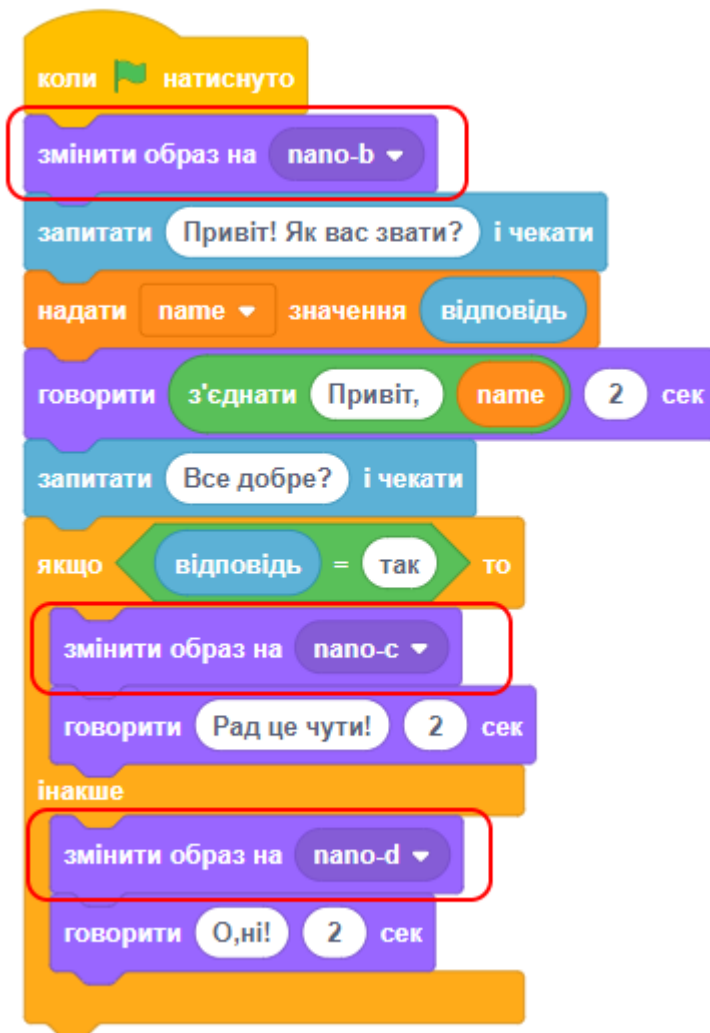 коли натиснуто
змінити образ на nano-b
запитати Привіт! Як вас звати? і чекати
надати name значення відповідь
говорити з'єднати Привіт, name 2 сек
запитати Все добре? і чекати
якщо відповідь = так то
змінити образ на nano-c
говорити Рад це чути! 2 сек
інакше
змінити образ на nano-d
говорити О,ні! 2 сек